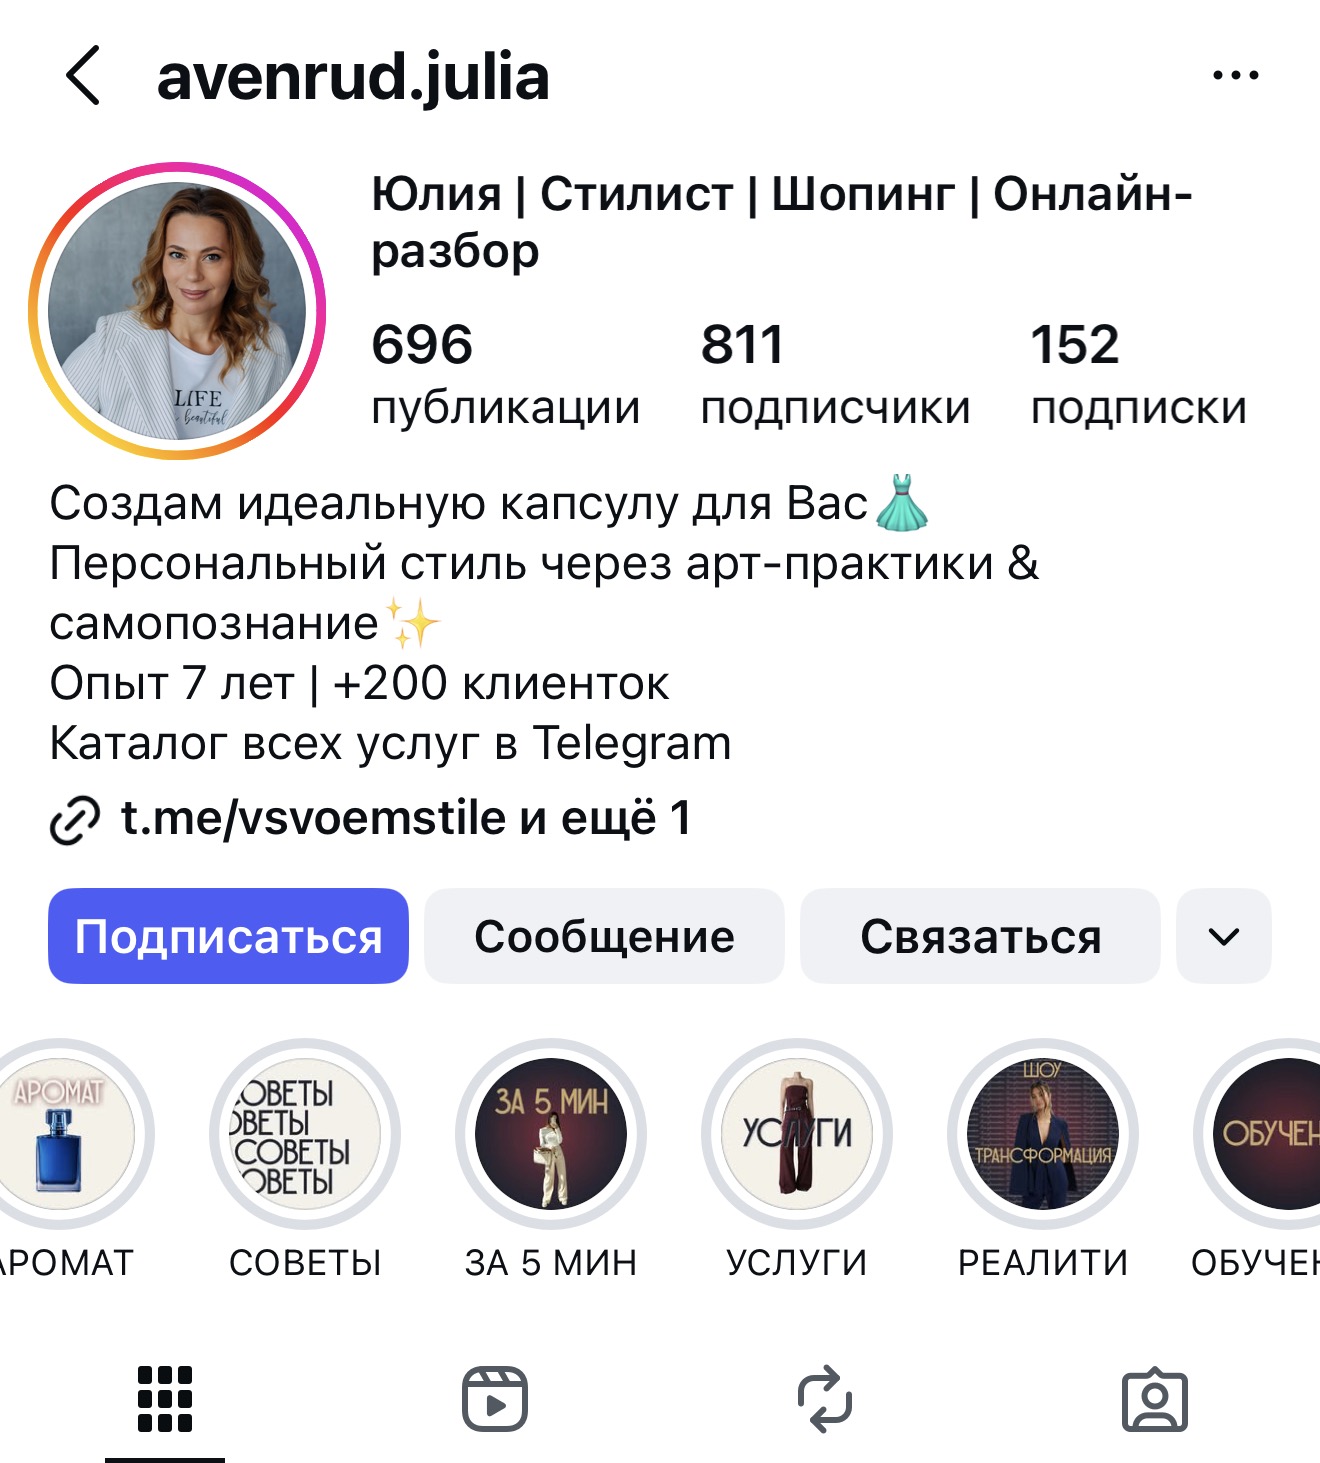 avenrud.julia
Юлия | Стилист | Шопинг | Онлайн-
разбор
696 811 152
публикации подписчики подписки
LIFE
beautiful
Создам идеальную капсулу для Вас
Персональный стиль через арт-практики &
самопознание
Опыт 7 лет | +200 клиенток
Каталог всех услуг в Telegram
t.me/vsvoemstile и ещё 1
Подписаться Сообщение Связаться
АРОМАТ
ОВЕТЫ
ОВЕТЫ
СОВЕТЫ
ОВЕТЫ
ЗА 5 МИН
УСЛУГИ
ШОУ
ТРАНСФОРМАЦИЯ
ОБУЧЕН
АРОМАТ СОВЕТЫ ЗА 5 МИН УСЛУГИ РЕАЛИТИ ОБУЧЕН